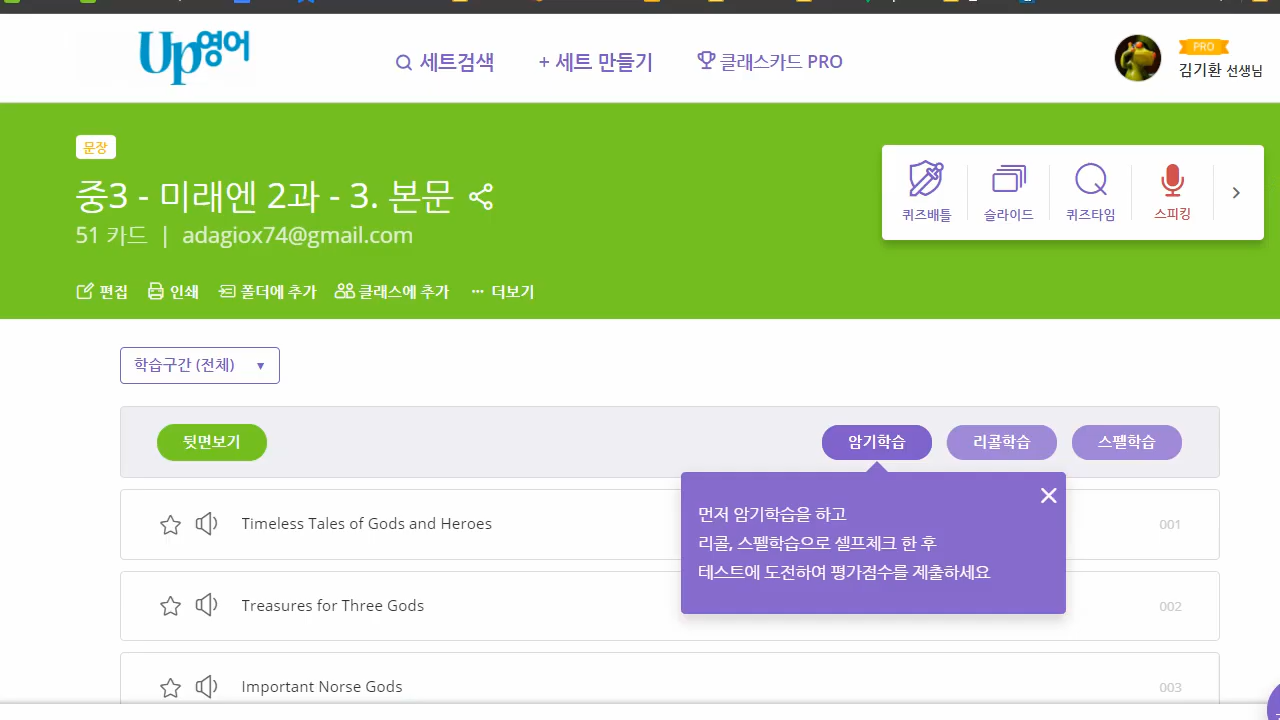 Up영어
세트검색
+ 세트 만들기
클래스카드 PRO
PRO
김기환 선생님
문장
중3 - 미래엔 2과 - 3. 본문
51 카드 | adagiox74@gmail.com
퀴즈배틀
슬라이드
퀴즈타임
스피킹
편집
인쇄
폴더에 추가
클래스에 추가
더보기
학습구간 (전체)
뒷면보기
암기학습
리콜학습
스펠학습
먼저 암기학습을 하고
리콜, 스펠학습으로 셀프체크 한 후
테스트에 도전하여 평가점수를 제출하세요
Timeless Tales of Gods and Heroes
001
Treasures for Three Gods
002
Important Norse Gods
003